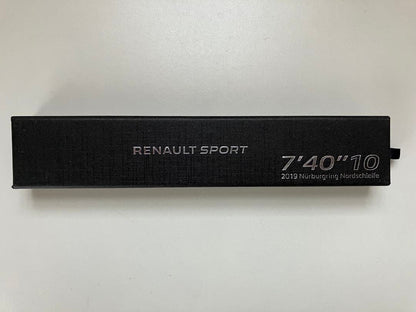 RENAULT SPORT
7'40"10
2019 Nürburgring Nordschleife